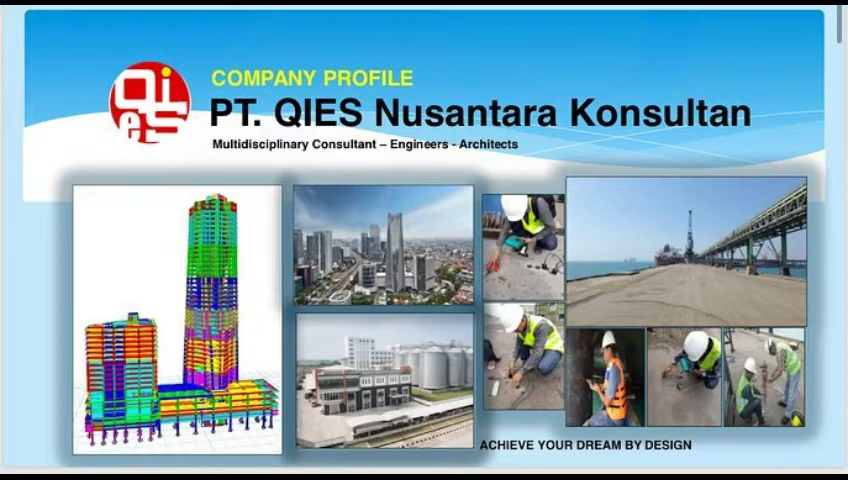 Qies
COMPANY PROFILE
PT. QIES Nusantara Konsultan
Multidisciplinary Consultant – Engineers - Architects
ACHIEVE YOUR DREAM BY DESIGN